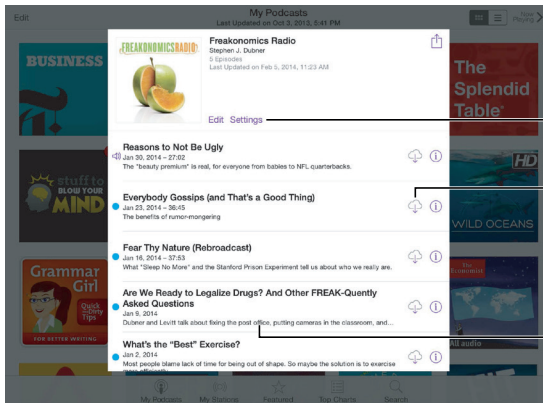 Edit
My Podcasts
Last Updated on Oct 3, 2013, 5:41 PM
Now
Playing
BUSINESS
FREAKONOMICS RADIO
Freakonomics Radio
Stephen J. Dubner
5 Episodes
Last Updated on Feb 5, 2014, 11:23 AM
Edit Settings
The
Splendid
Table
stuff to
BLOW YOUR
MIND
HD
WILD OCEANS
Grammar
Girl
Quick
and Dirty
Tips
FOR BETTER WRITING
The
Economist
All audio
Reasons to Not Be Ugly
Jan 30, 2014 – 27:02
The "beauty premium" is real, for everyone from babies to NFL quarterbacks.
Everybody Gossips (and That's a Good Thing)
Jan 23, 2014 – 36:45
The benefits of rumor-mongering
Fear Thy Nature (Rebroadcast)
Jan 16, 2014 – 37:53
What "Sleep No More" and the Stanford Prison Experiment tell us about who we really are.
Are We Ready to Legalize Drugs? And Other FREAK-Quently
Asked Questions
Jan 9, 2014
Dubner and Levitt talk about fixing the post office, putting cameras in the classroom, and...
What's the "Best" Exercise?
Jan 2, 2014
Most people blame lack of time for being out of shape. So maybe the solution is to exercise
My Podcasts
My Stations
Featured
Top Charts
Search